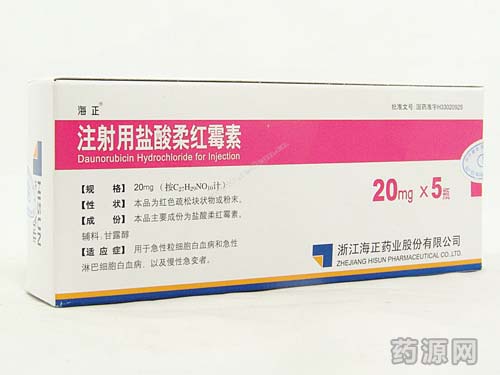 海正
批准文号:国药准字H33020925
注射用盐酸柔红霉素
Daunorubicin Hydrochloride for Injection
【规 格】20mg(按C₂₇H₂₉NO₁₀计)
【性 状】本品为红色疏松块状物或粉末。
【成 份】本品主要成份为盐酸柔红霉素,
辅料:甘露醇
【适应症】用于急性粒细胞白血病和急性
淋巴细胞白血病,以及慢性急变者。
20mg ×5瓶
浙江海正药业股份有限公司
ZHEJIANG HISUN PHARMACEUTICAL CO.,LTD.
HISUN
药源网